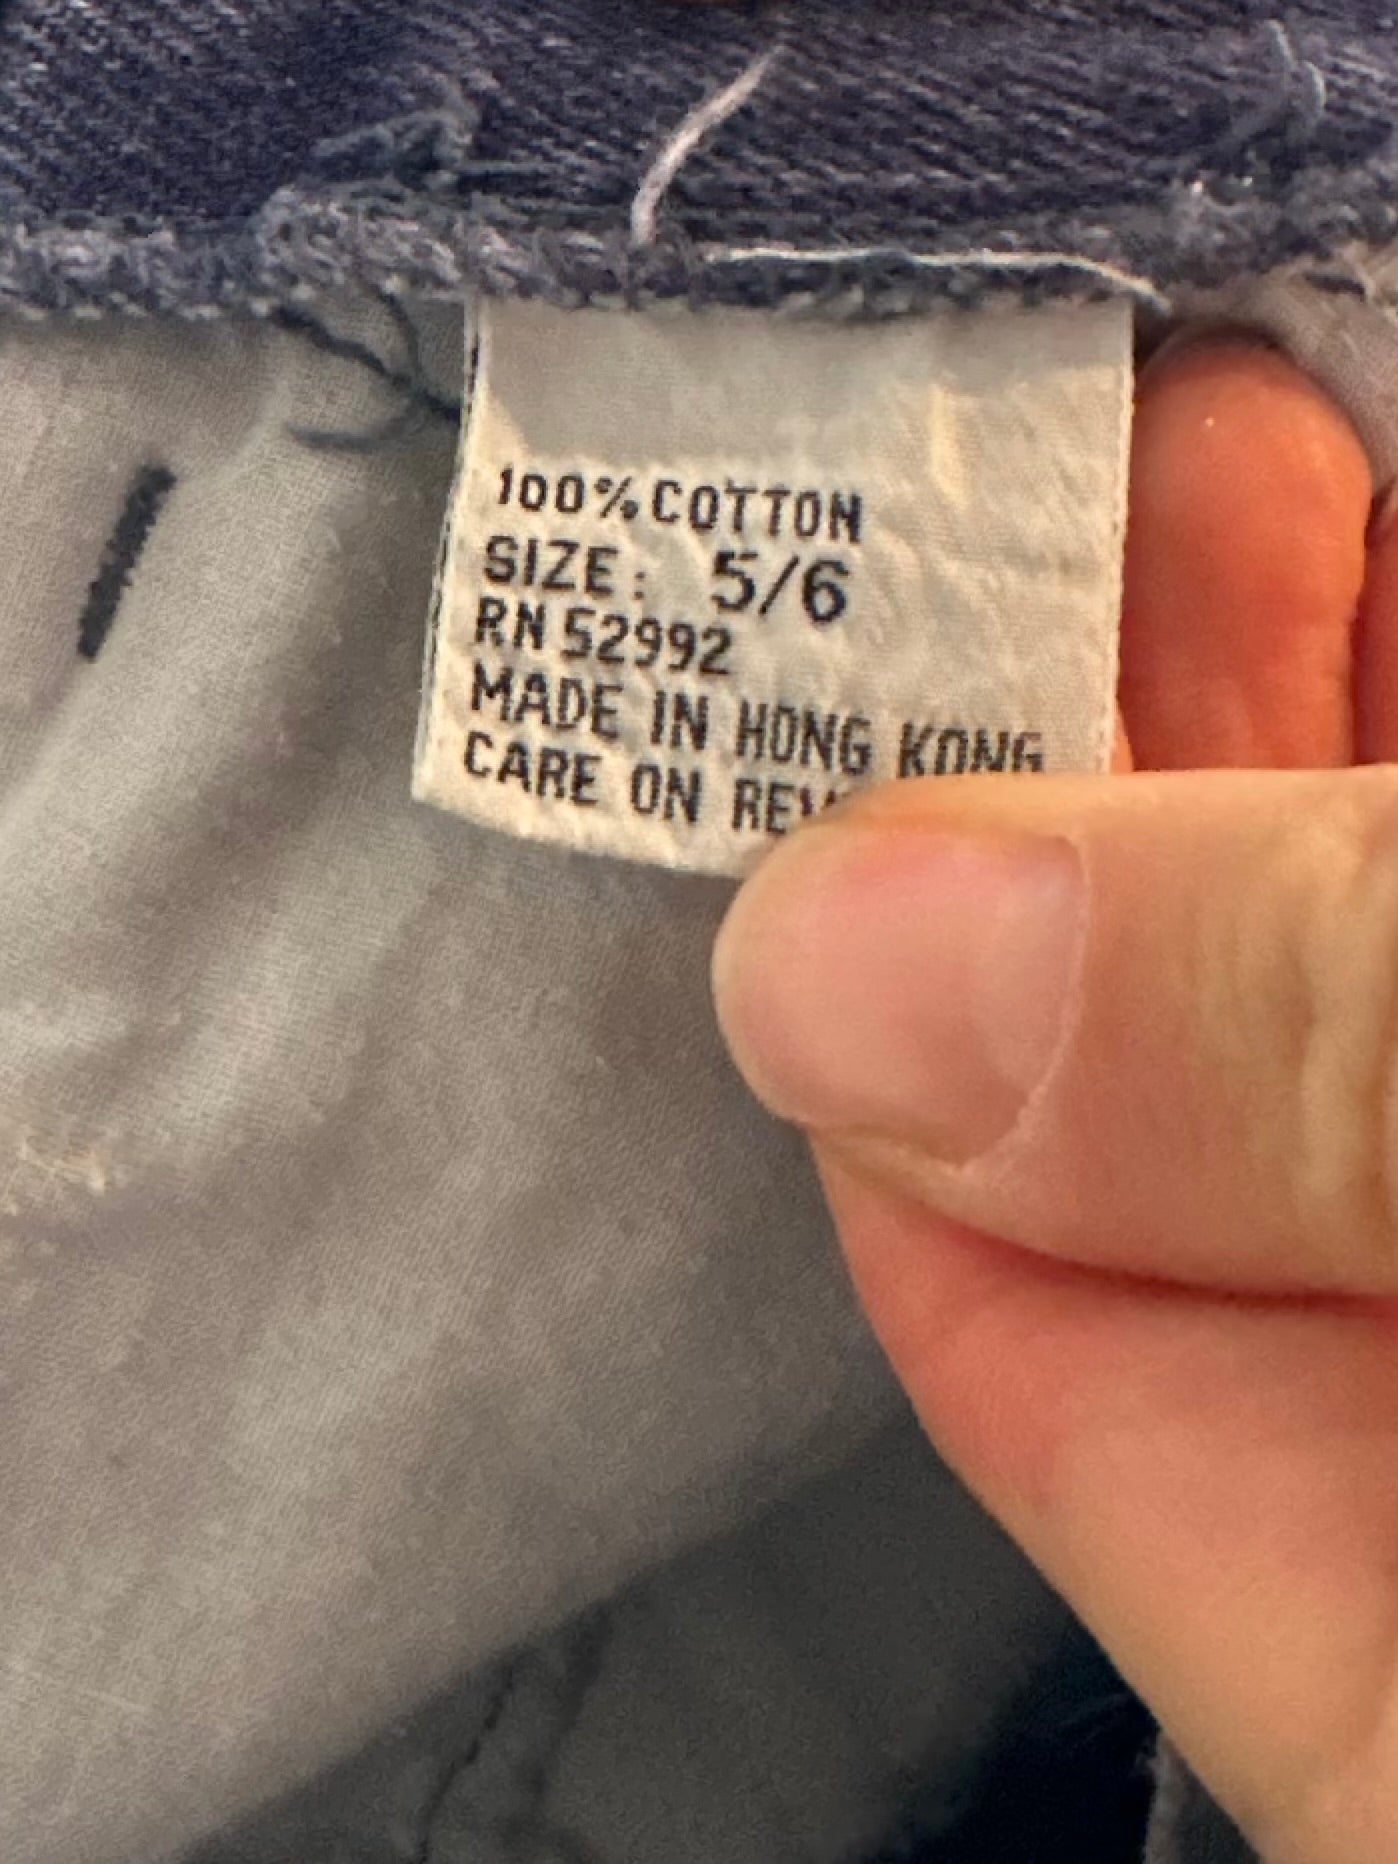 100% COTTON
SIZE: 5/6
RN 52992
MADE IN HONG KONG
CARE ON